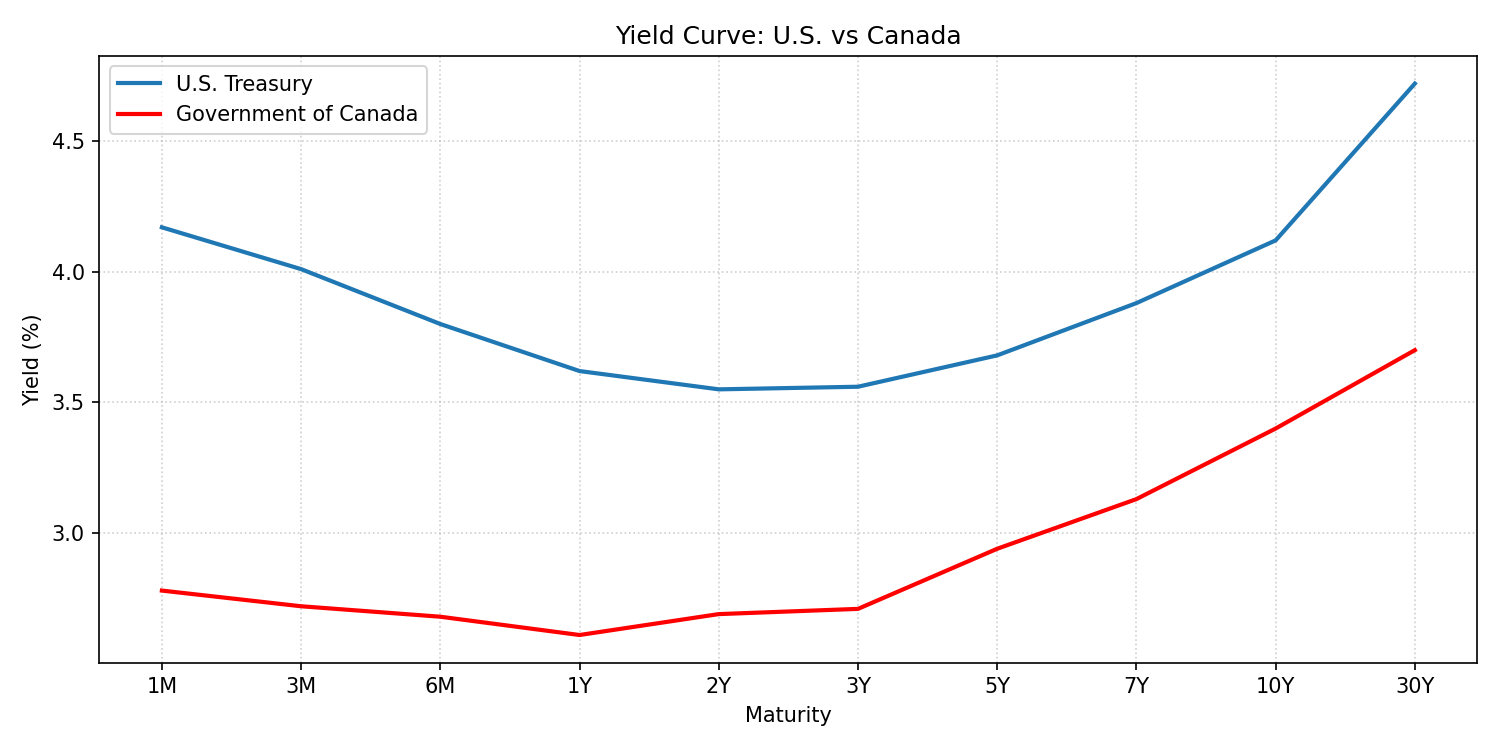 Yield Curve: U.S. vs Canada
U.S. Treasury
Government of Canada
Yield (%)
4.5
4.0
3.5
3.0
1M 3M 6M 1Y 2Y 3Y 5Y 7Y 10Y 30Y
Maturity